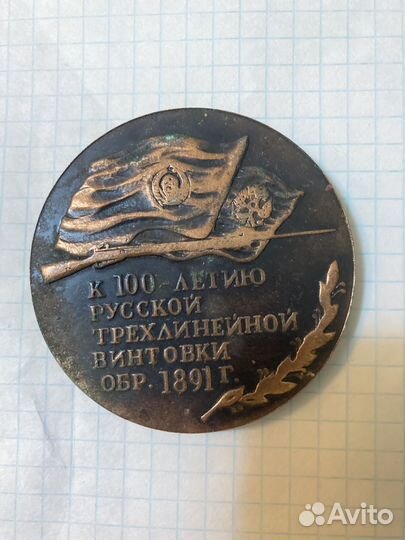 К 100-ЛЕТИЮ
РУССКОЙ
ТРЕХЛИНЕЙНОЙ
ВИНТОВКИ
ОБР. 1891 Г.
Avito